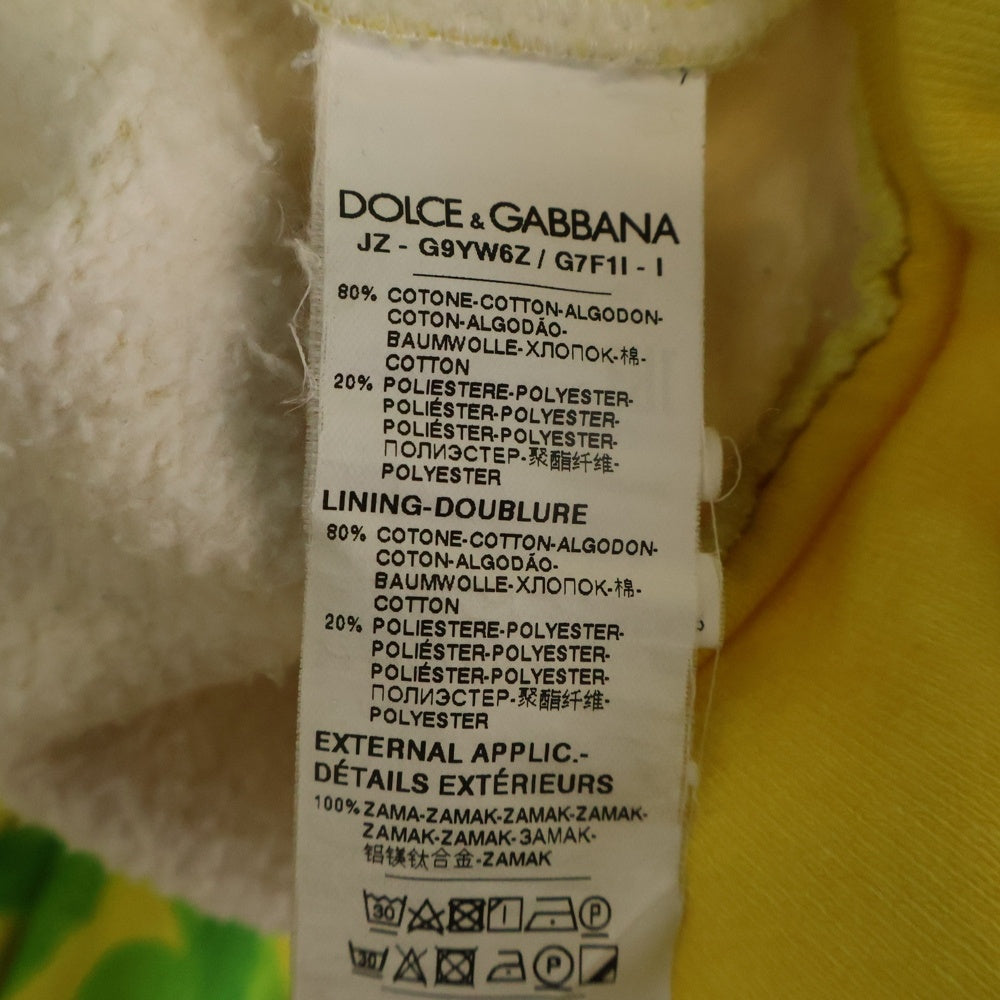 DOLCE & GABBANA
JZ - G9YW6Z / G7F1I - I
80% COTONE-COTTON-ALGODON-
COTON-ALGODÃO-
BAUMWOLLE-ХЛОПОК-棉-
COTTON
20% POLIESTERE-POLYESTER-
POLIÉSTER-POLYESTER-
POLIÉSTER-POLYESTER-
ПОЛИЭСТЕР-聚酯纤维-
POLYESTER
LINING-DOUBLURE
80% COTONE-COTTON-ALGODON-
COTON-ALGODÃO-
BAUMWOLLE-ХЛОПОК-棉-
COTTON
20% POLIESTERE-POLYESTER-
POLIÉSTER-POLYESTER-
POLIÉSTER-POLYESTER-
ПОЛИЭСТЕР-聚酯纤维-
POLYESTER
EXTERNAL APPLIC.-
DÉTAILS EXTÉRIEURS
100% ZAMA-ZAMAK-ZAMAK-ZAMAK-
ZAMAK-ZAMAK-ЗАМАК-
铝镁钛合金-ZAMAK
30 P
30 P